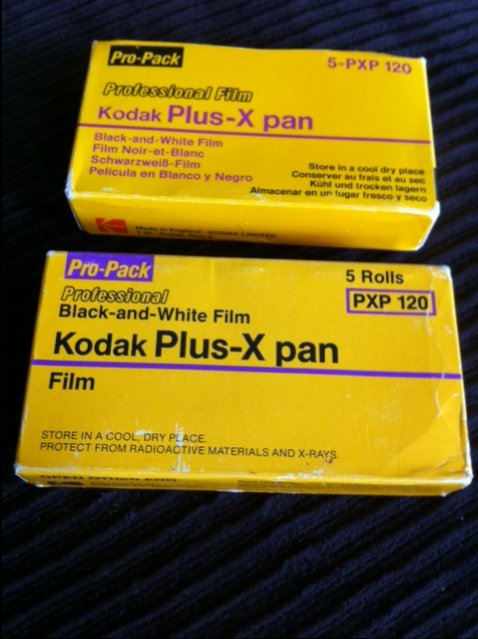 Pro-Pack
5-PXP 120
Professional Film
Kodak Plus-X pan
Black-and-White Film
Film Noir-et-Blanc
Schwarzweiß-Film
Película en Blanco y Negro
Store in a cool dry place
Conserver au frais et au sec
Kühl und trocken lagern
Almacenar en un lugar fresco y seco
Made in England KODAK LIMITED
Pro-Pack
5 Rolls
Professional
PXP 120
Black-and-White Film
Kodak Plus-X pan
Film
STORE IN A COOL, DRY PLACE.
PROTECT FROM RADIOACTIVE MATERIALS AND X-RAYS.
OPEN OTHER END